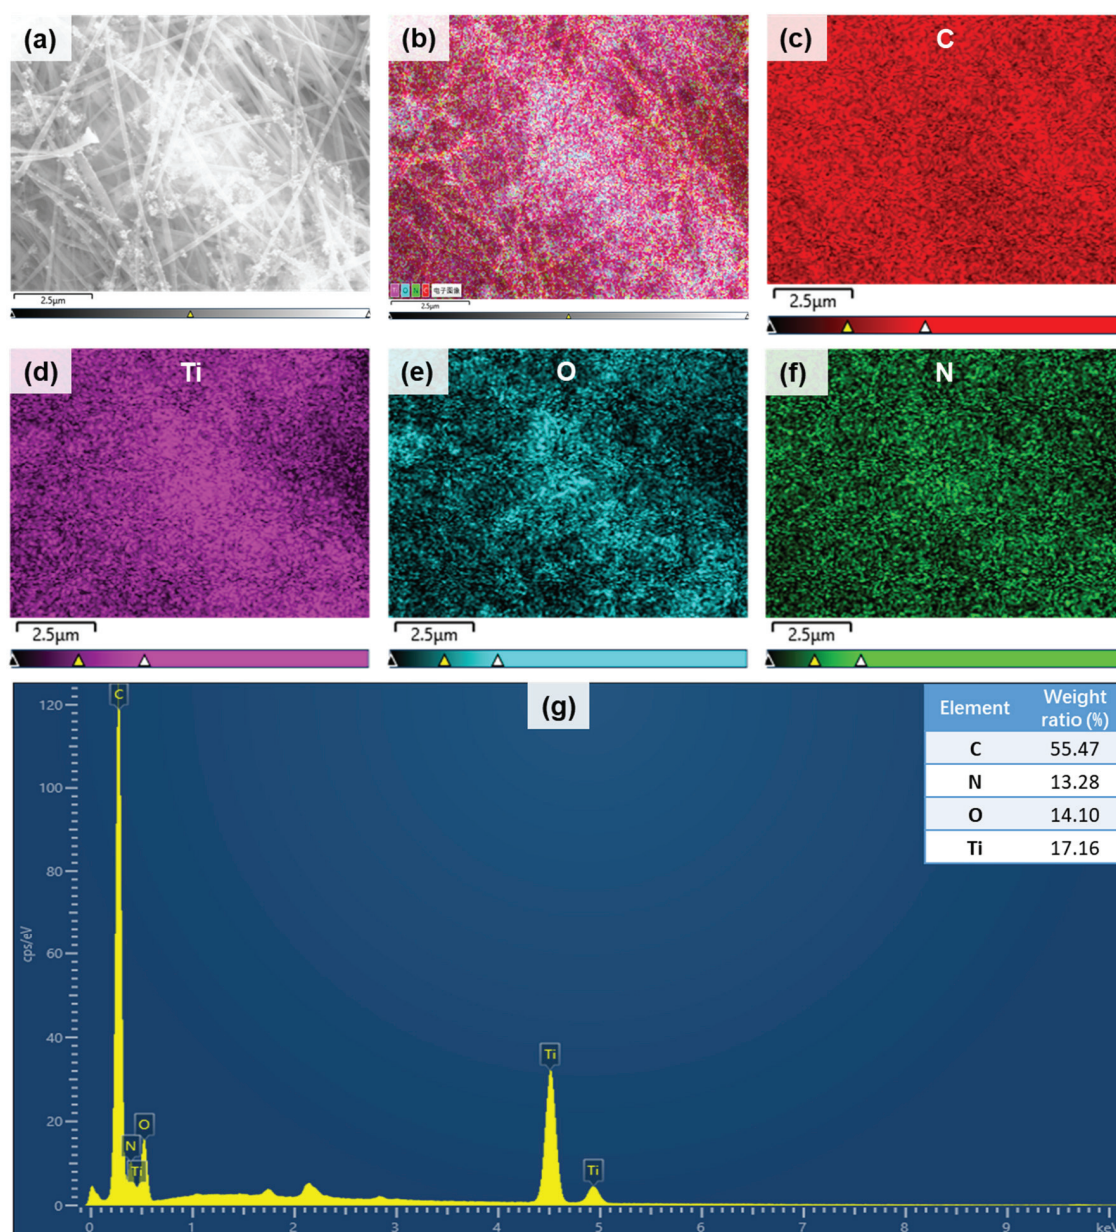 (a)
2.5μm
(b)
Ti O N C 电子图像
2.5μm
(c) C
2.5μm
(d) Ti
2.5μm
(e) O
2.5μm
(f) N
2.5μm
(g)
Element Weight ratio (%)
C 55.47
N 13.28
O 14.10
Ti 17.16
120
100
80
60
40
20
0
cps/eV
C
N
Ti
O
Ti
Ti
0 1 2 3 4 5 6 7 8 9